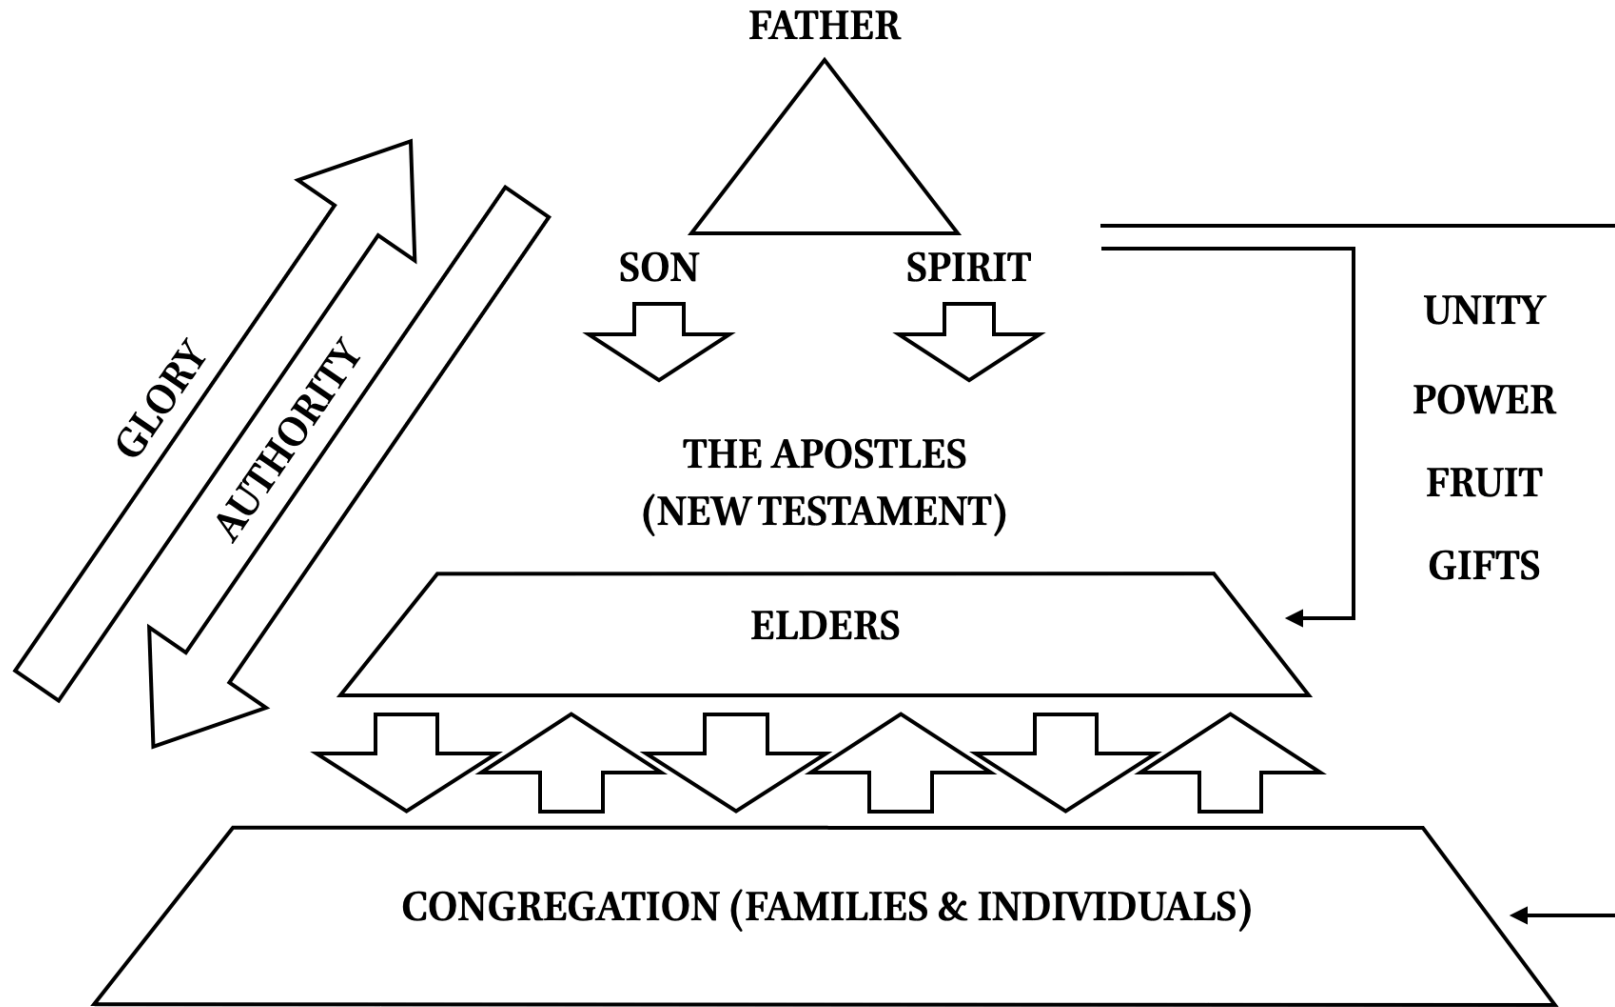 FATHER
SON
SPIRIT
GLORY
AUTHORITY
UNITY
POWER
FRUIT
GIFTS
THE APOSTLES
(NEW TESTAMENT)
ELDERS
CONGREGATION (FAMILIES & INDIVIDUALS)